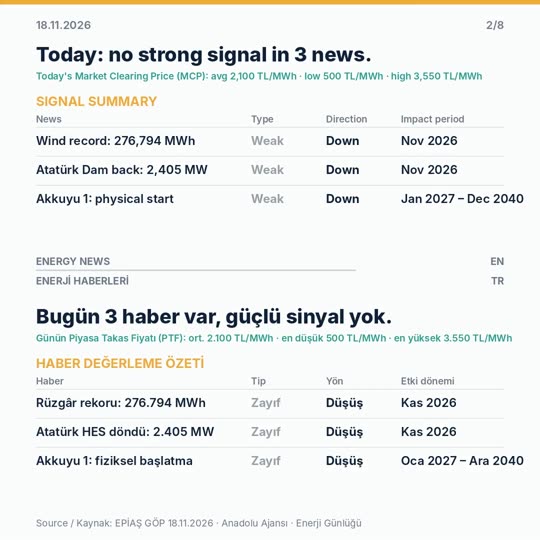 18.11.2026 2/8
Today: no strong signal in 3 news.
Today's Market Clearing Price (MCP): avg 2,100 TL/MWh · low 500 TL/MWh · high 3,550 TL/MWh
SIGNAL SUMMARY
News Type Direction Impact period
Wind record: 276,794 MWh Weak Down Nov 2026
Atatürk Dam back: 2,405 MW Weak Down Nov 2026
Akkuyu 1: physical start Weak Down Jan 2027 – Dec 2040
ENERGY NEWS EN
ENERJİ HABERLERİ TR
Bugün 3 haber var, güçlü sinyal yok.
Günün Piyasa Takas Fiyatı (PTF): ort. 2.100 TL/MWh · en düşük 500 TL/MWh · en yüksek 3.550 TL/MWh
HABER DEĞERLEME ÖZETİ
Haber Tip Yön Etki dönemi
Rüzgâr rekoru: 276.794 MWh Zayıf Düşüş Kas 2026
Atatürk HES döndü: 2.405 MW Zayıf Düşüş Kas 2026
Akkuyu 1: fiziksel başlatma Zayıf Düşüş Oca 2027 – Ara 2040
Source / Kaynak: EPİAŞ GÖP 18.11.2026 · Anadolu Ajansı · Enerji Günlüğü